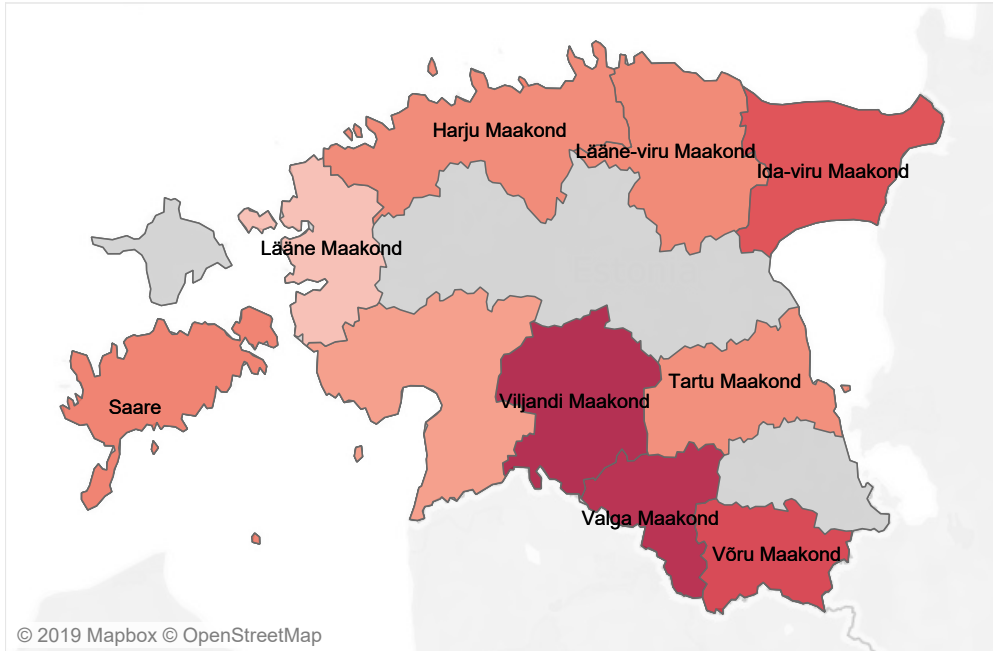 Harju Maakond
Lääne-viru Maakond
Ida-viru Maakond
Lääne Maakond
Estonia
Tartu Maakond
Viljandi Maakond
Saare
Valga Maakond
Võru Maakond
© 2019 Mapbox © OpenStreetMap